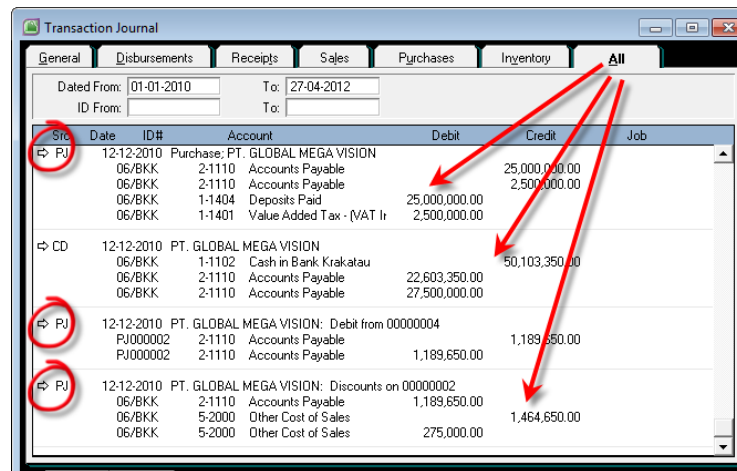 Transaction Journal
General Disbursements Receipts Sales Purchases Inventory All
Dated From: 01-01-2010 To: 27-04-2012
ID From: To:
Src Date ID# Account Debit Credit Job
PJ 12-12-2010 Purchase; PT. GLOBAL MEGA VISION
06/BKK 2-1110 Accounts Payable 25,000,000.00
06/BKK 2-1110 Accounts Payable 2,500,000.00
06/BKK 1-1404 Deposits Paid 25,000,000.00
06/BKK 1-1401 Value Added Tax - (VAT Ir 2,500,000.00
CD 12-12-2010 PT. GLOBAL MEGA VISION
06/BKK 1-1102 Cash in Bank Krakatau 50,103,350.00
06/BKK 2-1110 Accounts Payable 22,603,350.00
06/BKK 2-1110 Accounts Payable 27,500,000.00
PJ 12-12-2010 PT. GLOBAL MEGA VISION: Debit from 00000004
PJ000002 2-1110 Accounts Payable 1,189,650.00
PJ000002 2-1110 Accounts Payable 1,189,650.00
PJ 12-12-2010 PT. GLOBAL MEGA VISION: Discounts on 00000002
06/BKK 2-1110 Accounts Payable 1,189,650.00
06/BKK 5-2000 Other Cost of Sales 1,464,650.00
06/BKK 5-2000 Other Cost of Sales 275,000.00